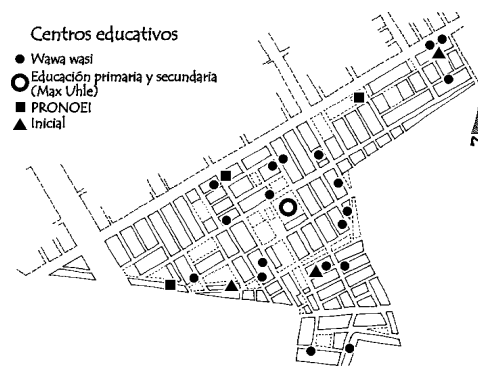 Centros educativos
Wawa wasi
Educación primaria y secundaria
(Max Uhle)
PRONOEI
Inicial